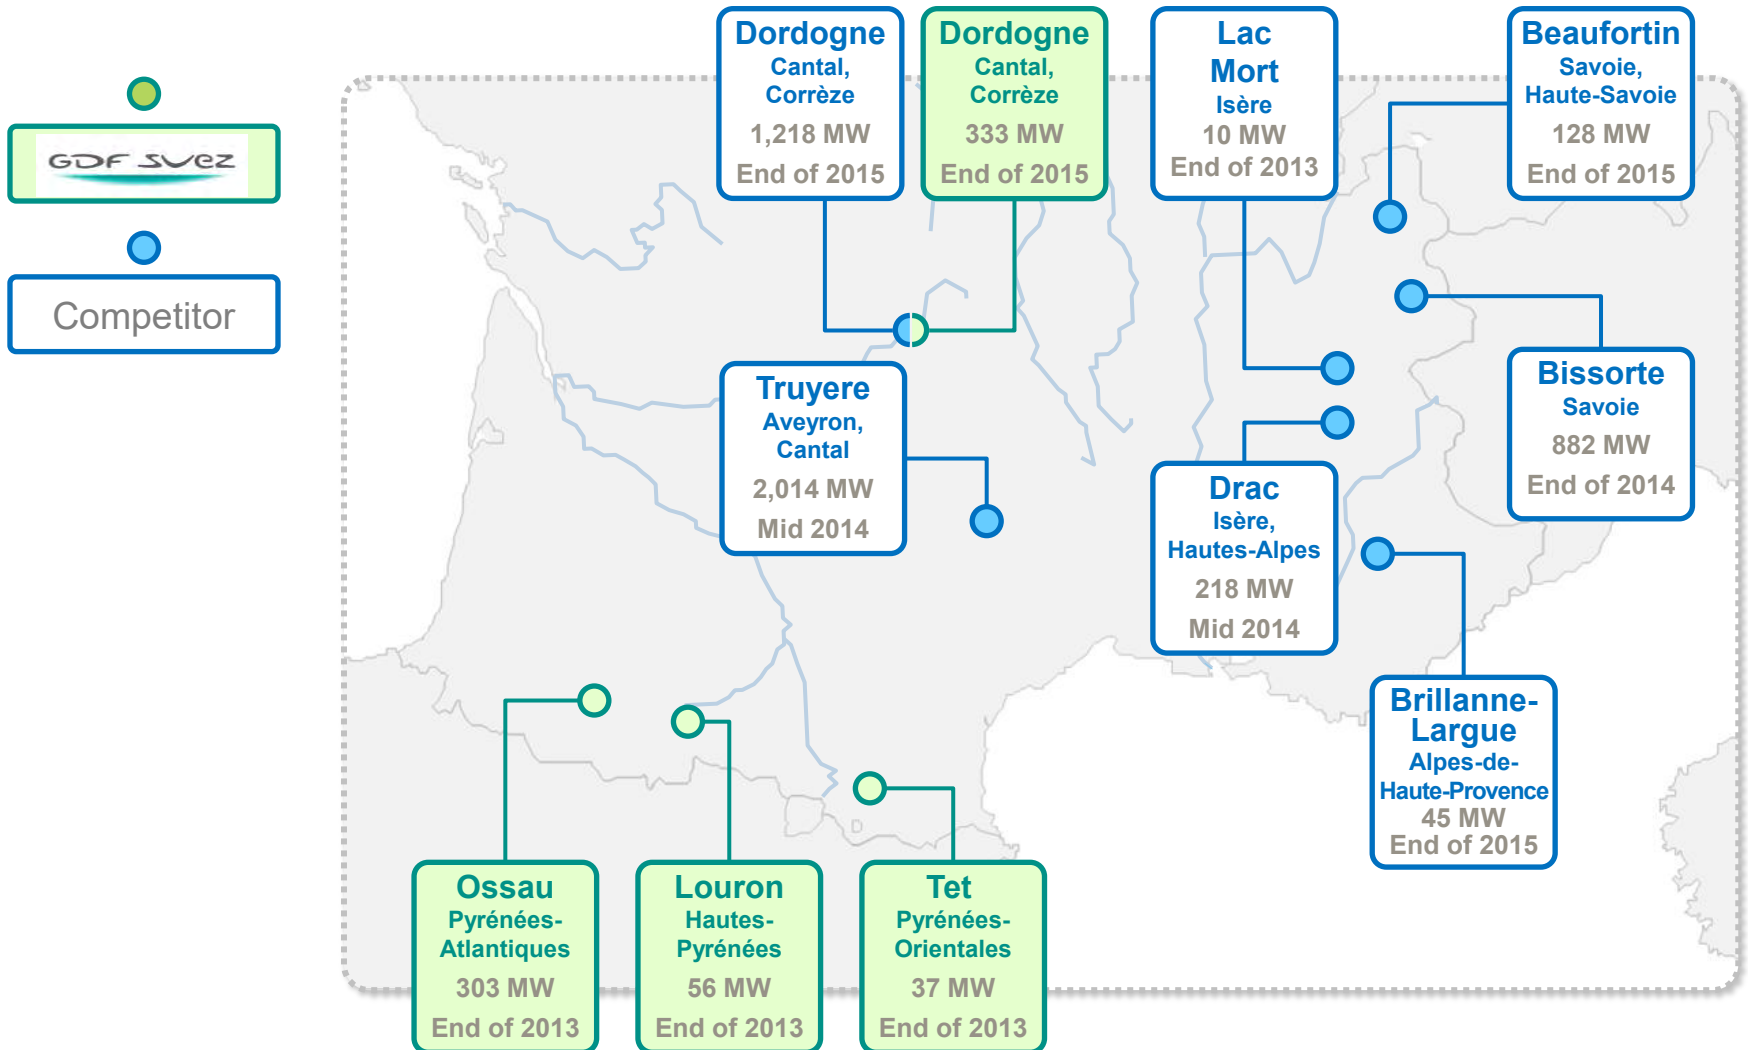 GDF SUEZ
Competitor
Dordogne
Cantal,
Corrèze
1,218 MW
End of 2015
Dordogne
Cantal,
Corrèze
333 MW
End of 2015
Lac
Mort
Isère
10 MW
End of 2013
Beaufortin
Savoie,
Haute-Savoie
128 MW
End of 2015
Truyere
Aveyron,
Cantal
2,014 MW
Mid 2014
Drac
Isère,
Hautes-Alpes
218 MW
Mid 2014
Bissorte
Savoie
882 MW
End of 2014
Brillanne-
Largue
Alpes-de-
Haute-Provence
45 MW
End of 2015
Ossau
Pyrénées-
Atlantiques
303 MW
End of 2013
Louron
Hautes-
Pyrénées
56 MW
End of 2013
Tet
Pyrénées-
Orientales
37 MW
End of 2013